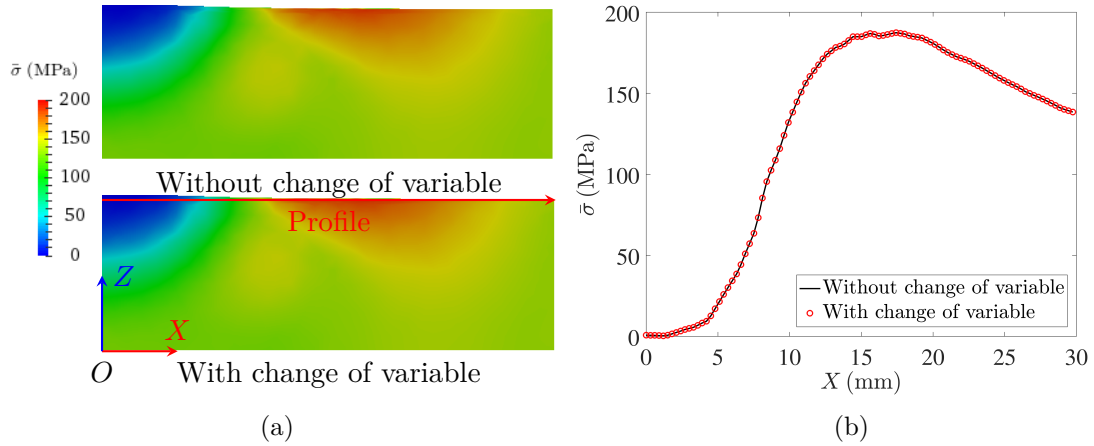 σ̄ (MPa)
200
150
100
50
0
Without change of variable
Profile
Z
X
O
With change of variable
(a)
200
150
100
50
0
σ̄ (MPa)
Without change of variable
With change of variable
0 5 10 15 20 25 30
X (mm)
(b)